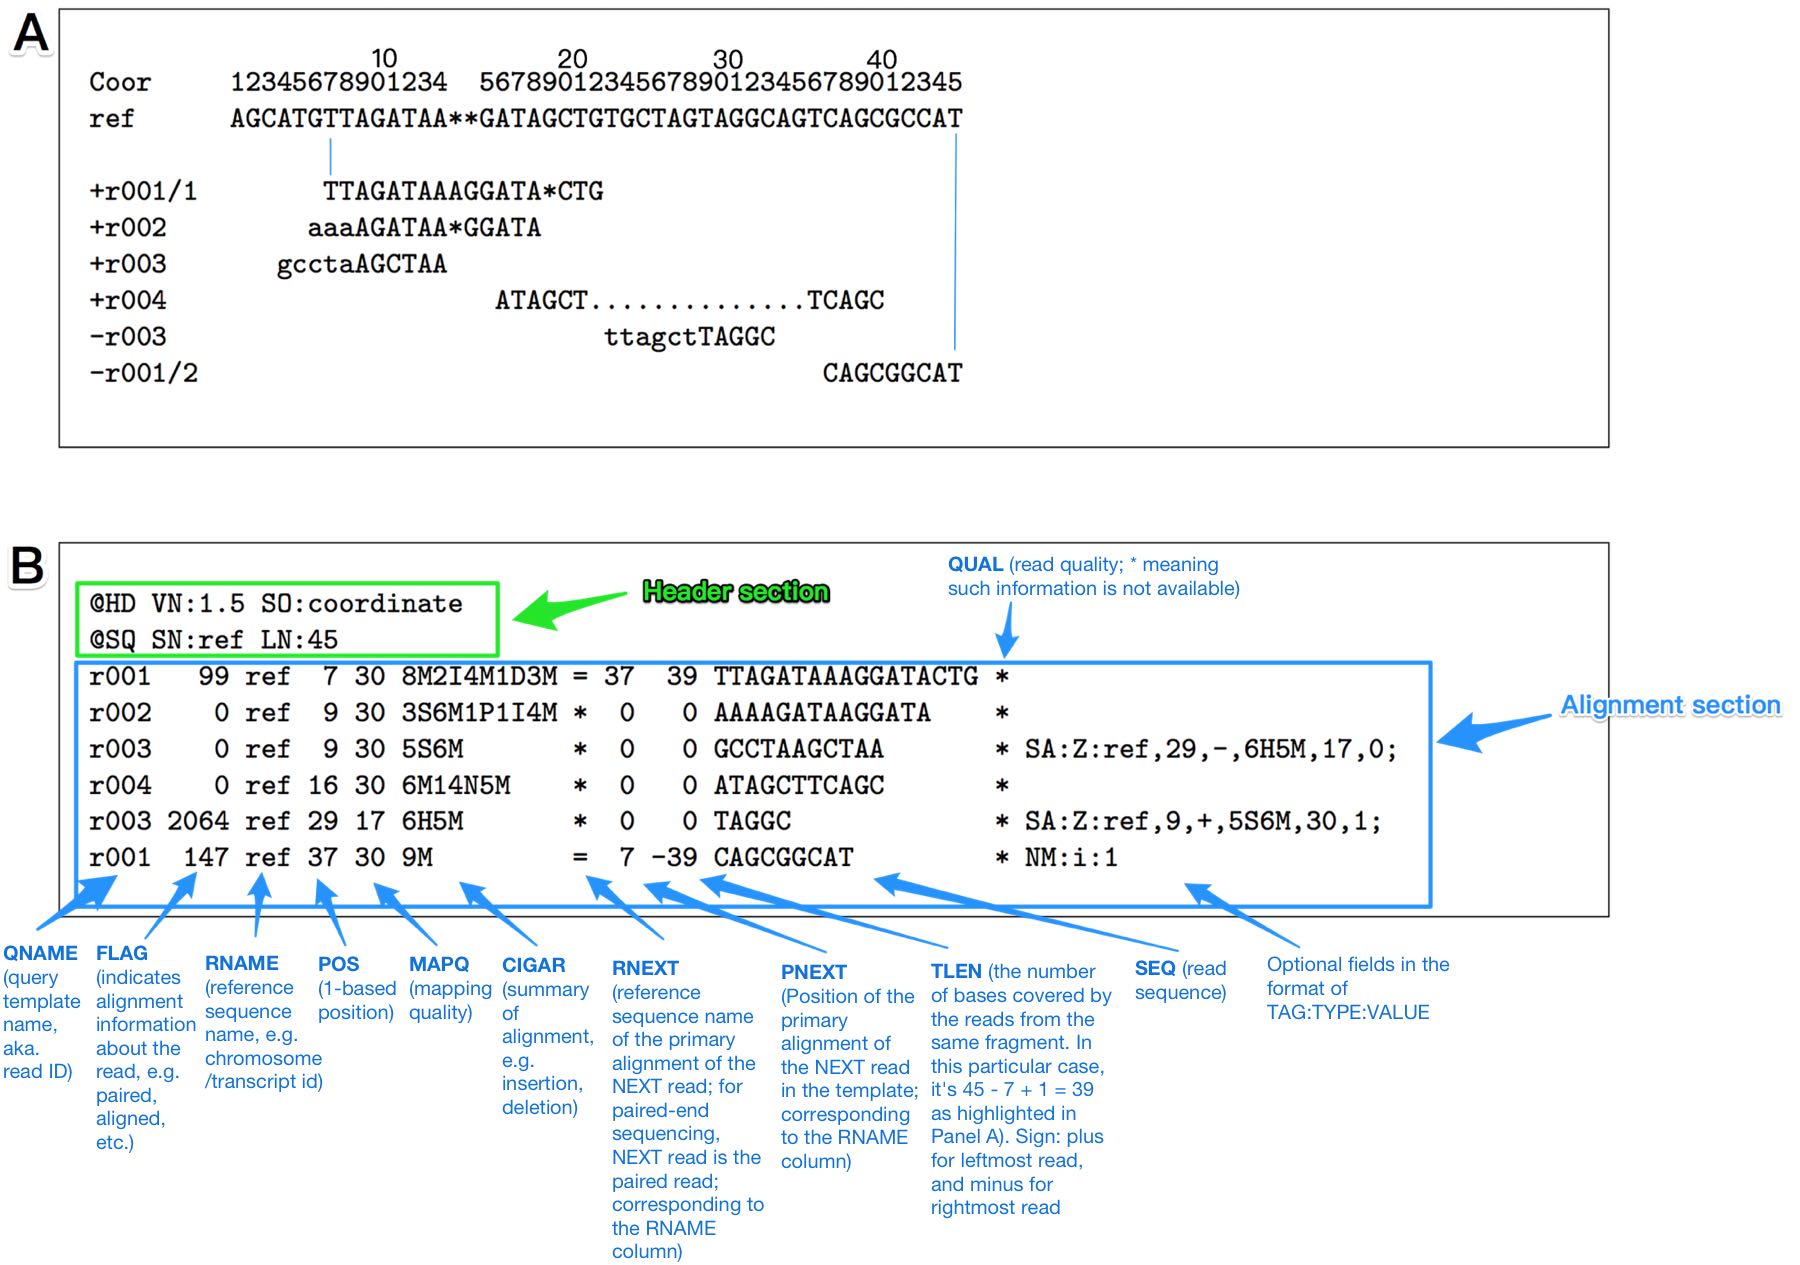 A
10 20 30 40
Coor 12345678901234 5678901234567890123456789012345
ref AGCATGTTAGATAA**GATAGCTGTGCTAGTAGGCAGTCAGCGCCAT
+r001/1 TTAGATAAAGGATA*CTG
+r002 aaaAGATAA*GGATA
+r003 gcctaAGCTAA
+r004 ATAGCT..............TCAGC
-r003 ttagctTAGGC
-r001/2 CAGCGGCAT
B
QUAL (read quality; * meaning
such information is not available)
Header section
@HD VN:1.5 SO:coordinate
@SQ SN:ref LN:45
r001 99 ref 7 30 8M2I4M1D3M = 37 39 TTAGATAAAGGATACTG *
r002 0 ref 9 30 3S6M1P1I4M * 0 0 AAAAGATAAGGATA *
r003 0 ref 9 30 5S6M * 0 0 GCCTAAGCTAA * SA:Z:ref,29,-,6H5M,17,0;
r004 0 ref 16 30 6M14N5M * 0 0 ATAGCTTCAGC *
r003 2064 ref 29 17 6H5M * 0 0 TAGGC * SA:Z:ref,9,+,5S6M,30,1;
r001 147 ref 37 30 9M = 7 -39 CAGCGGCAT * NM:i:1
Alignment section
QNAME
(query
template
name,
aka.
read ID)
FLAG
(indicates
alignment
information
about the
read, e.g.
paired,
aligned,
etc.)
RNAME
(reference
sequence
name, e.g.
chromosome
/transcript id)
POS
(1-based
position)
MAPQ
(mapping
quality)
CIGAR
(summary
of
alignment,
e.g.
insertion,
deletion)
RNEXT
(reference
sequence name
of the primary
alignment of the
NEXT read; for
paired-end
sequencing,
NEXT read is the
paired read;
corresponding to
the RNAME
column)
PNEXT
(Position of the
primary
alignment of
the NEXT read
in the template;
corresponding
to the RNAME
column)
TLEN (the number
of bases covered by
the reads from the
same fragment. In
this particular case,
it's 45 - 7 + 1 = 39
as highlighted in
Panel A). Sign: plus
for leftmost read,
and minus for
rightmost read
SEQ (read
sequence)
Optional fields in the
format of
TAG:TYPE:VALUE